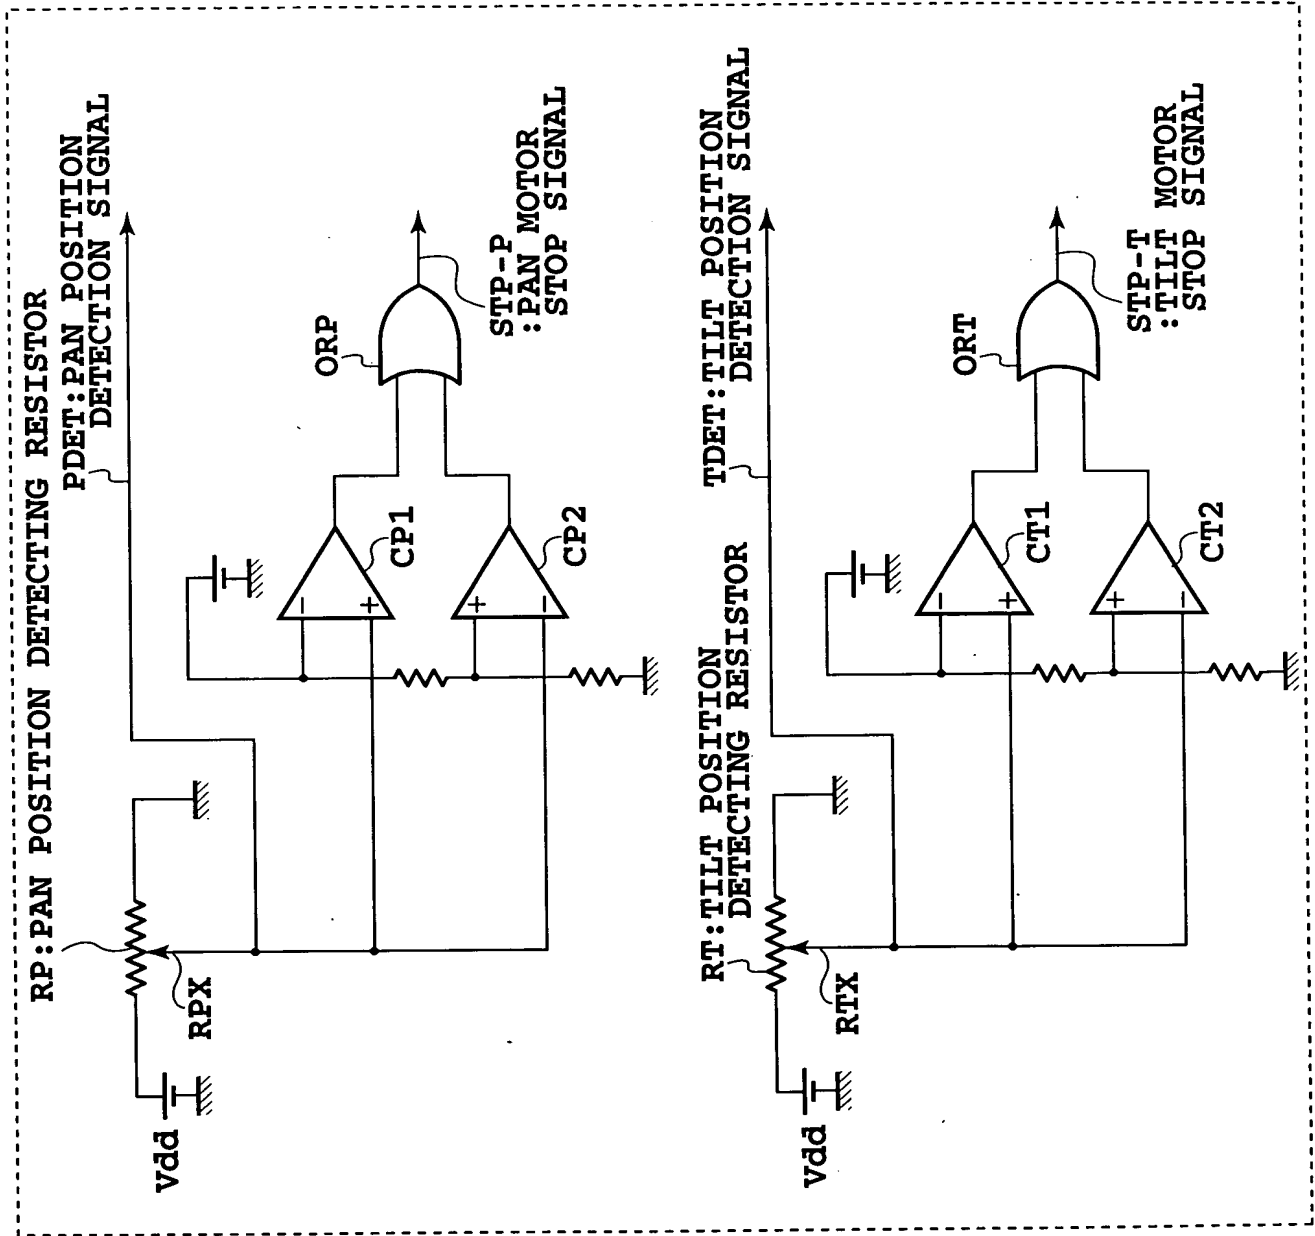 RP:PAN POSITION DETECTING RESISTOR
PDET:PAN POSITION
DETECTION SIGNAL
Vdd
RPX
CP1
CP2
-
+
+
-
ORP
STP-P
:PAN MOTOR
STOP SIGNAL
RT:TILT POSITION
DETECTING RESISTOR
TDET:TILT POSITION
DETECTION SIGNAL
Vdd
RTX
CT1
CT2
-
+
+
-
ORT
STP-T
:TILT MOTOR
STOP SIGNAL